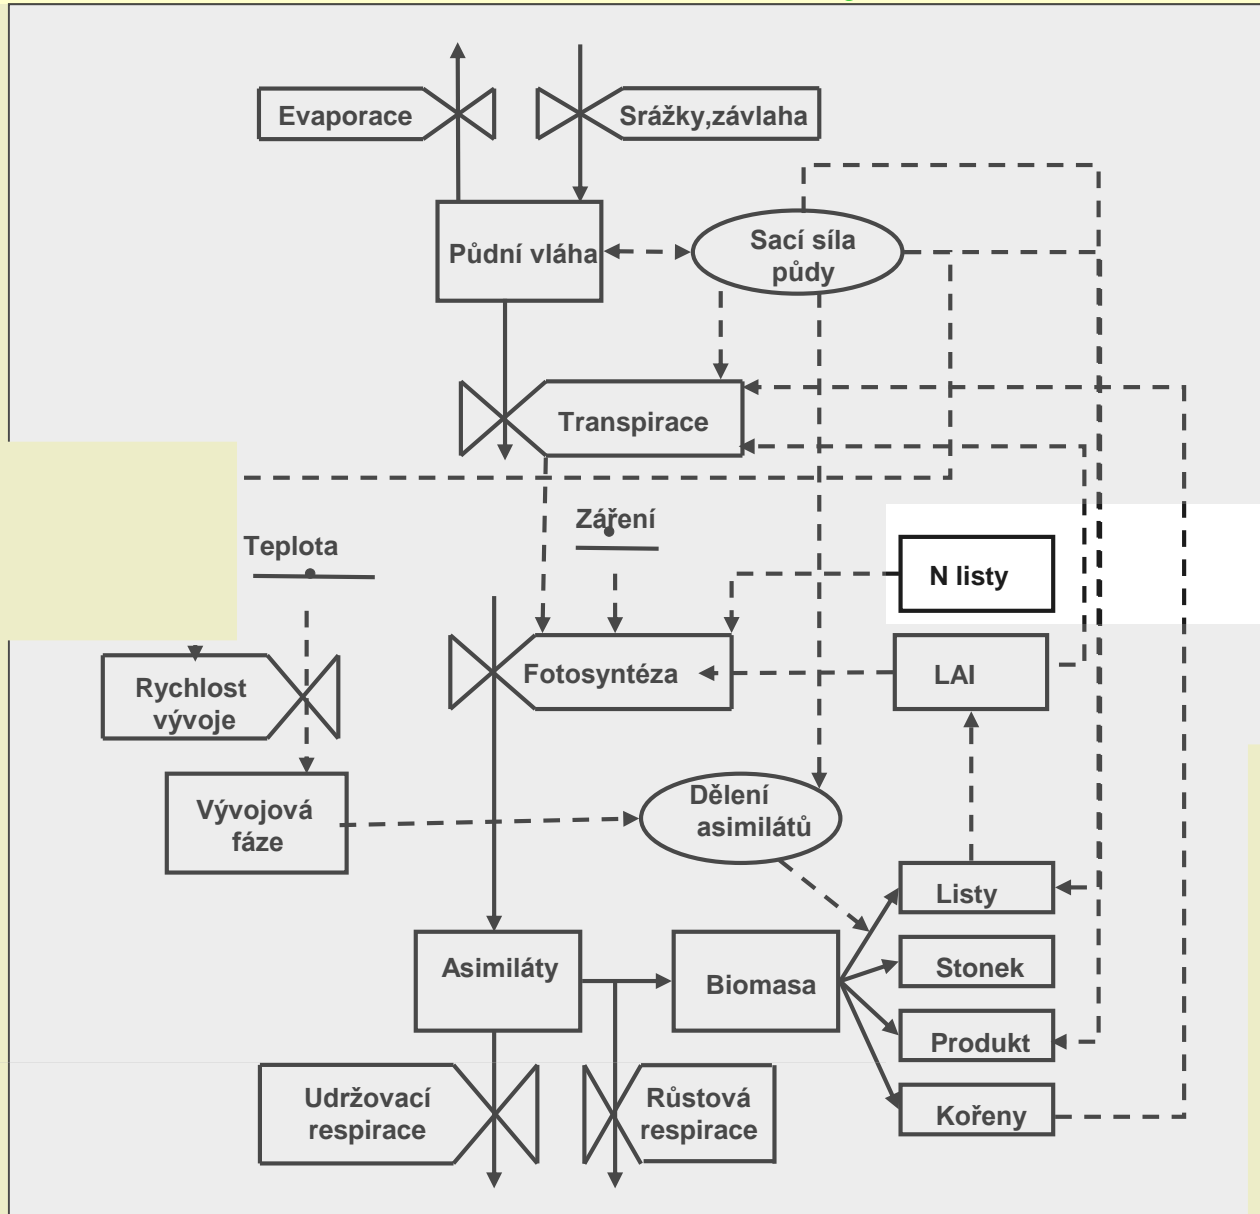 Evaporace
Srážky,závlaha
Půdní vláha
Sací síla
půdy
Transpirace
Záření
Teplota
N listy
Rychlost
vývoje
Fotosyntéza
LAI
Vývojová
fáze
Dělení
asimilátů
Listy
Asimiláty
Biomasa
Stonek
Produkt
Udržovací
respirace
Růstová
respirace
Kořeny